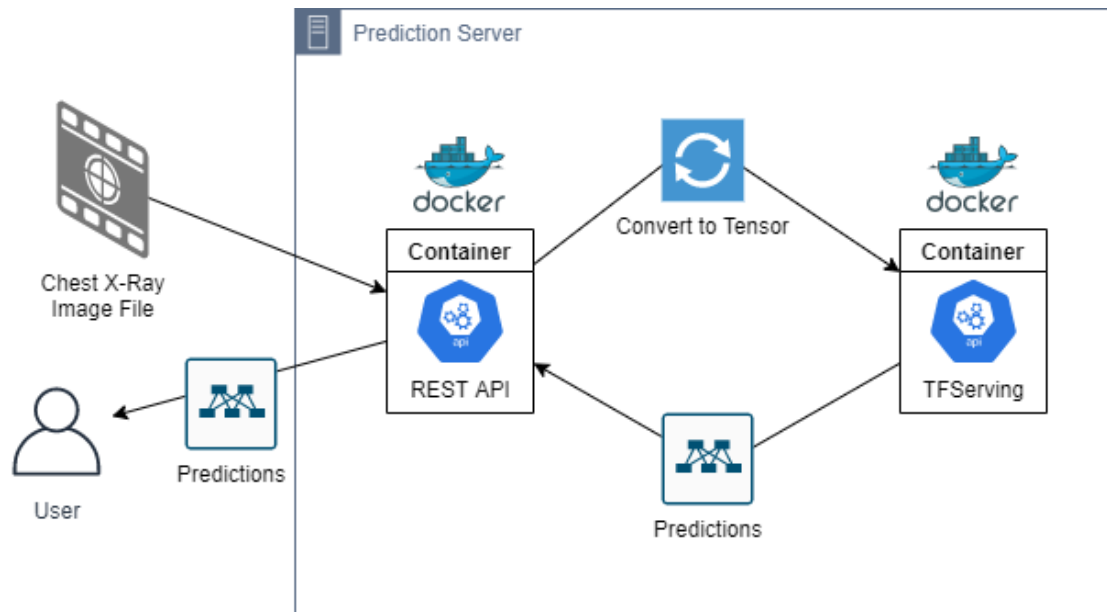 Prediction Server
docker
docker
Convert to Tensor
Container
Container
api
api
REST API
TFServing
Chest X-Ray
Image File
Predictions
Predictions
User